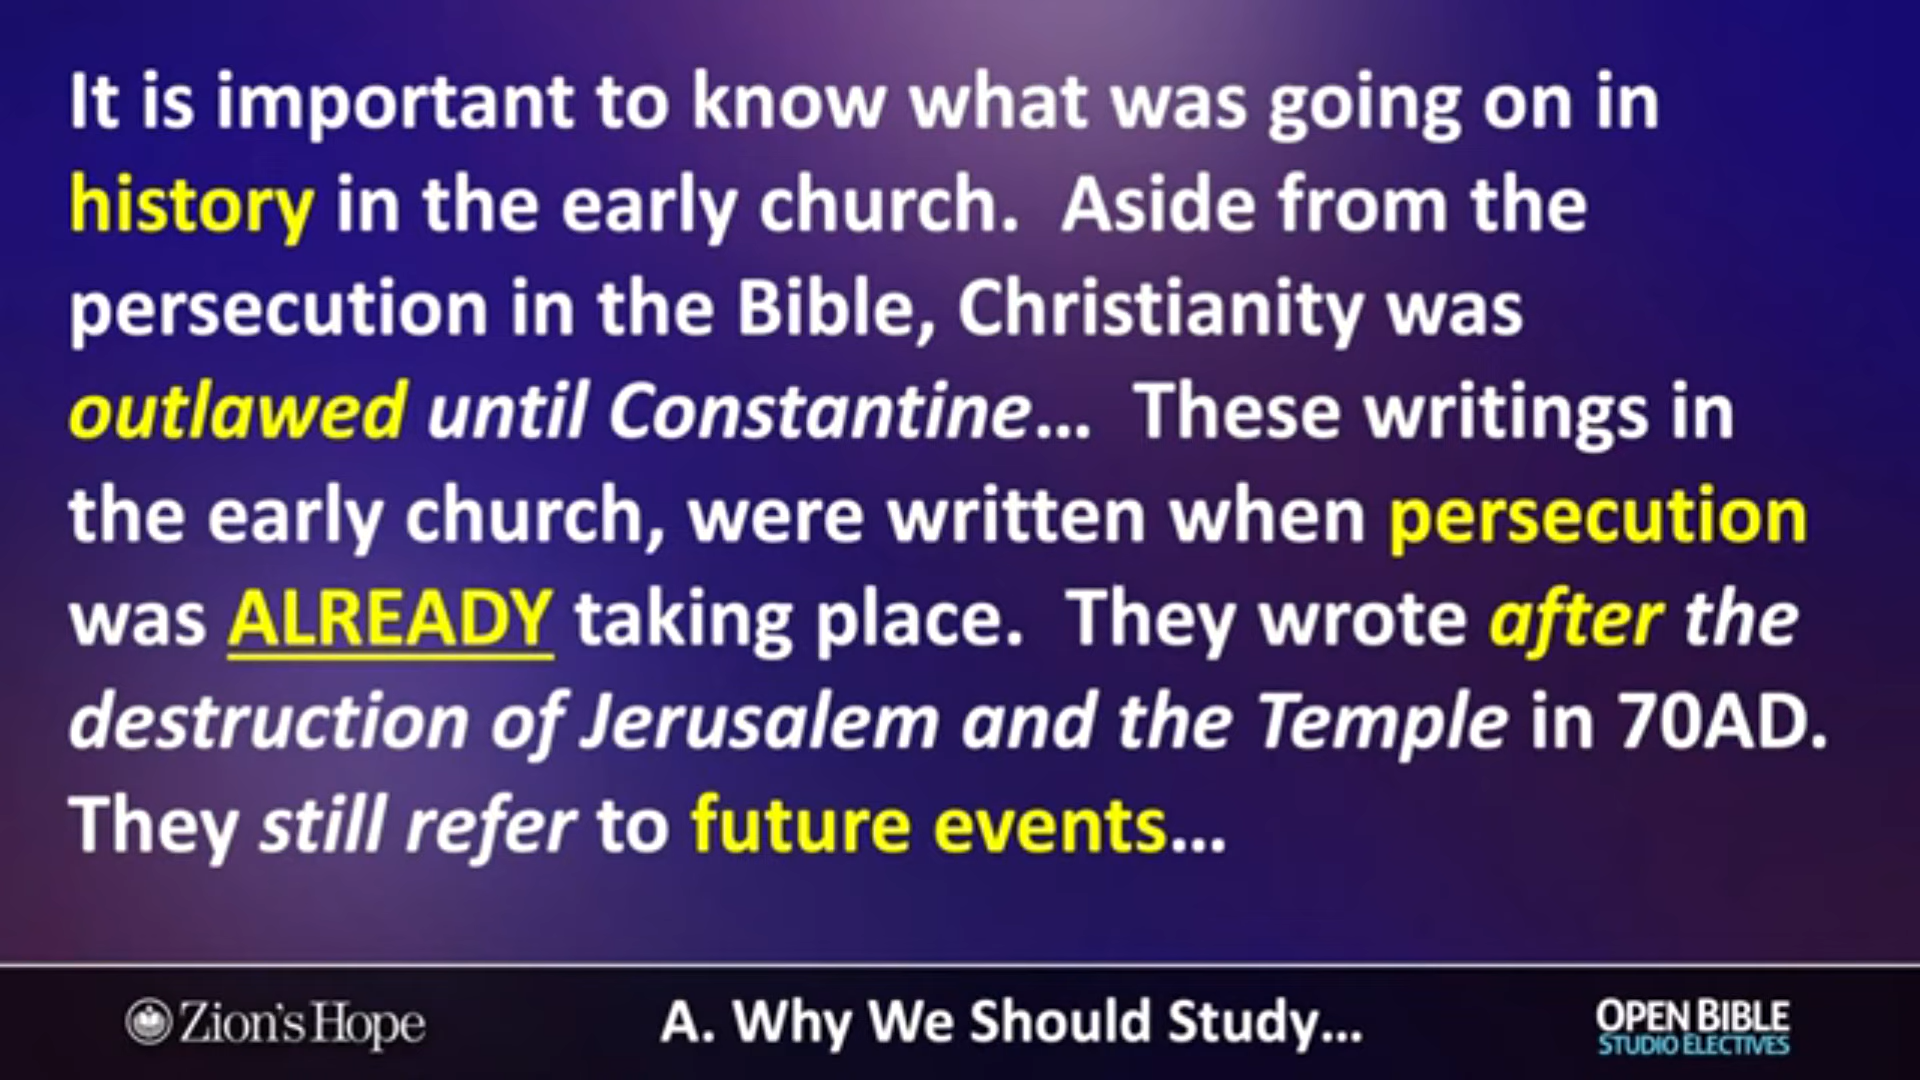 It is important to know what was going on in
history in the early church.  Aside from the
persecution in the Bible, Christianity was
outlawed until Constantine...  These writings in
the early church, were written when persecution
was ALREADY taking place.  They wrote after the
destruction of Jerusalem and the Temple in 70AD.
They still refer to future events...
Zion's Hope
A. Why We Should Study...
OPEN BIBLE
STUDIO ELECTIVES